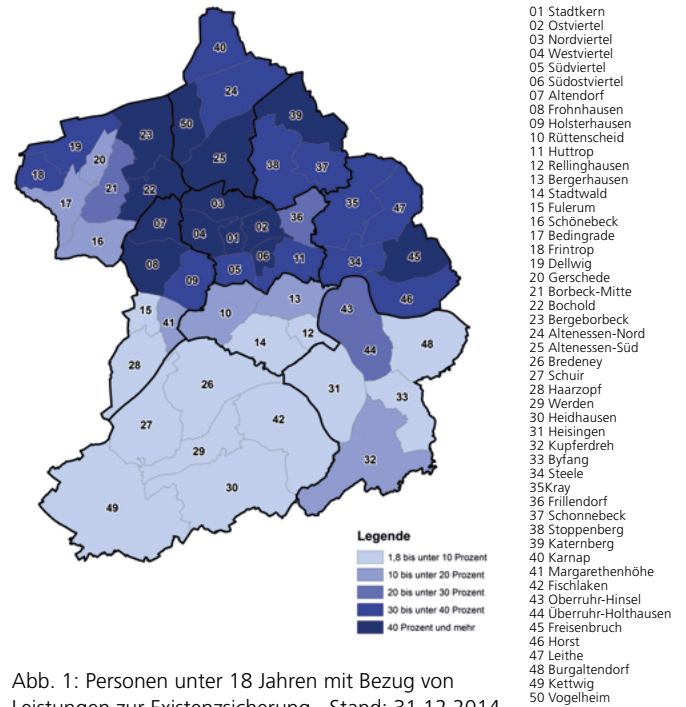 40
24
50
39
23
19
20
25
38
37
18
21
22
17
03
35
47
36
07
02
04
01
16
45
06
08
11
34
05
09
46
13
43
10
15
41
12
48
14
44
28
26
31
33
42
27
29
32
30
49
Legende
1,8 bis unter 10 Prozent
10 bis unter 20 Prozent
20 bis unter 30 Prozent
30 bis unter 40 Prozent
40 Prozent und mehr
Abb. 1: Personen unter 18 Jahren mit Bezug von
Leistungen zur Existenzsicherung - Stand: 31.12.2014
01 Stadtkern
02 Ostviertel
03 Nordviertel
04 Westviertel
05 Südviertel
06 Südostviertel
07 Altendorf
08 Frohnhausen
09 Holsterhausen
10 Rüttenscheid
11 Huttrop
12 Rellinghausen
13 Bergerhausen
14 Stadtwald
15 Fulerum
16 Schönebeck
17 Bedingrade
18 Frintrop
19 Dellwig
20 Gerschede
21 Borbeck-Mitte
22 Bochold
23 Bergeborbeck
24 Altenessen-Nord
25 Altenessen-Süd
26 Bredeney
27 Schuir
28 Haarzopf
29 Werden
30 Heidhausen
31 Heisingen
32 Kupferdreh
33 Byfang
34 Steele
35Kray
36 Frillendorf
37 Schonnebeck
38 Stoppenberg
39 Katernberg
40 Karnap
41 Margarethenhöhe
42 Fischlaken
43 Oberruhr-Hinsel
44 Überruhr-Holthausen
45 Freisenbruch
46 Horst
47 Leithe
48 Burgaltendorf
49 Kettwig
50 Vogelheim